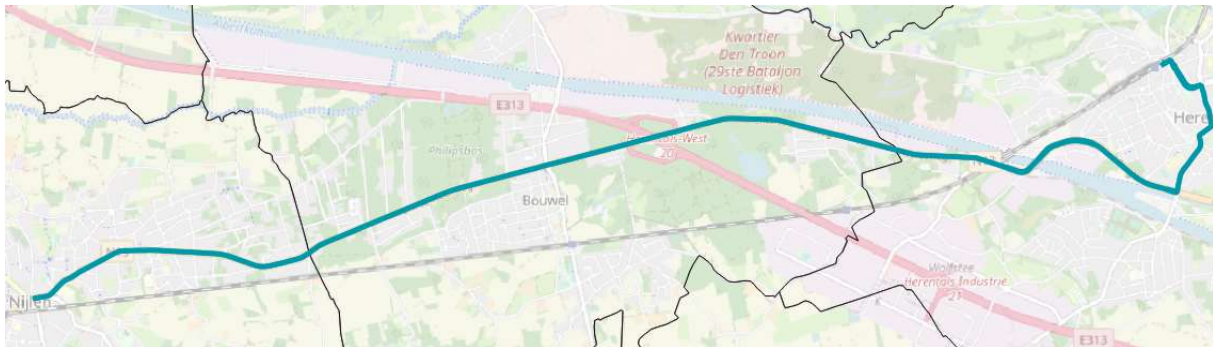 Kwartier
Den Troon
(29ste Bataljon
Logistiek)
E313
Herentals-West
20
Philipsbos
Bouwel
Here
Wolfstee
Herentals Industrie
21
Nijlen
E313